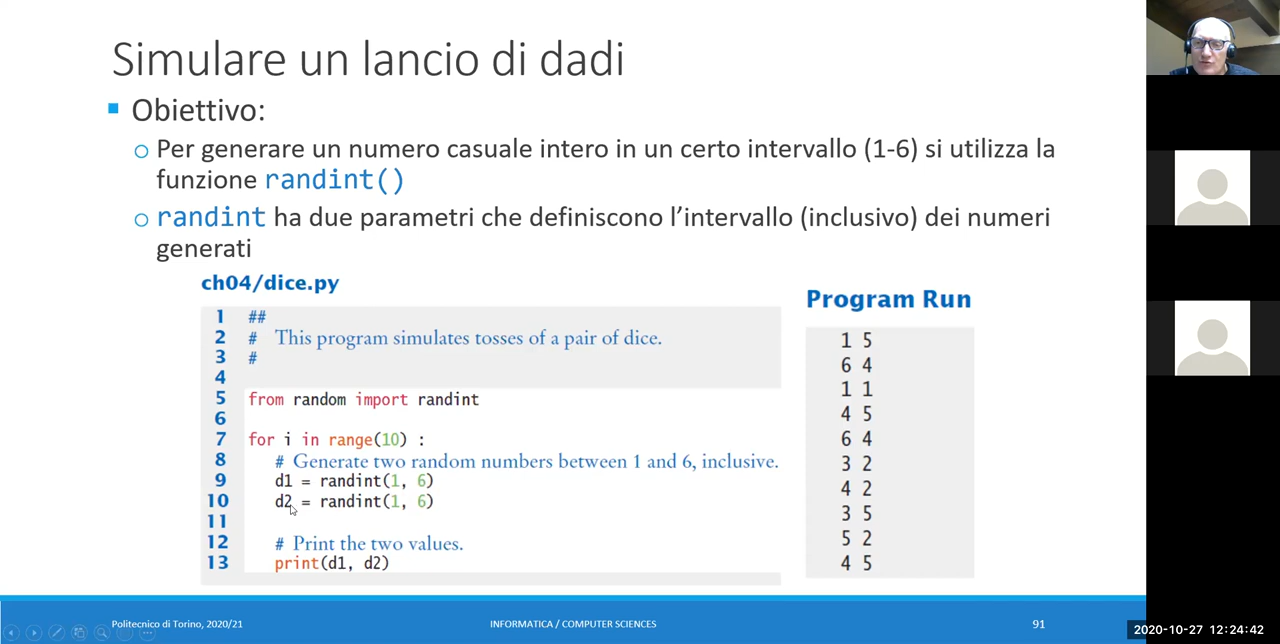 Simulare un lancio di dadi
Obiettivo:
Per generare un numero casuale intero in un certo intervallo (1-6) si utilizza la
funzione randint()
randint ha due parametri che definiscono l’intervallo (inclusivo) dei numeri
generati
ch04/dice.py
1 ##
2 # This program simulates tosses of a pair of dice.
3 #
4
5 from random import randint
6
7 for i in range(10) :
8 # Generate two random numbers between 1 and 6, inclusive.
9 d1 = randint(1, 6)
10 d2 = randint(1, 6)
11
12 # Print the two values.
13 print(d1, d2)
Program Run
1 5
6 4
1 1
4 5
6 4
3 2
4 2
3 5
5 2
4 5
Politecnico di Torino, 2020/21
INFORMATICA / COMPUTER SCIENCES
91
2020-10-27 12:24:42